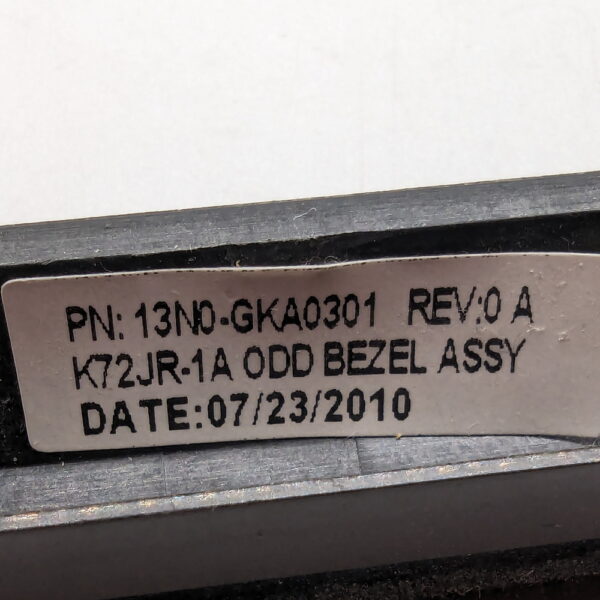 PN: 13N0-GKA0301 REV:0 A
K72JR-1A ODD BEZEL ASSY
DATE:07/23/2010